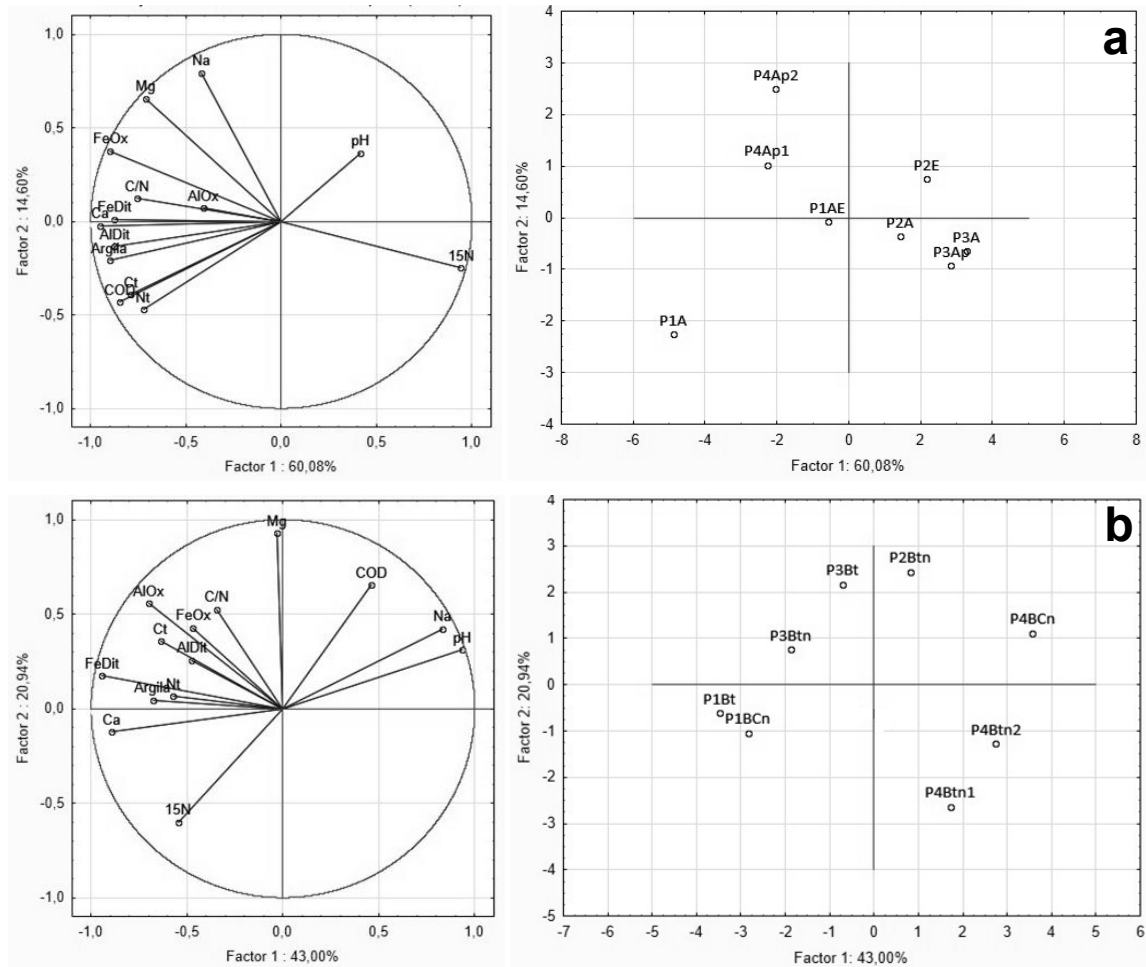 a
1,0
0,5
0,0
-0,5
-1,0
Factor 2 : 14,60%
Na
Mg
FeOx
pH
C/N
AlOx
FeDit
Ca
AlDit
Argila
15N
Ct
COD
Nt
-1,0 -0,5 0,0 0,5 1,0
Factor 1 : 60,08%
4
3
2
1
0
-1
-2
-3
-4
Factor 2: 14,60%
P4Ap2
P4Ap1
P2E
P1AE
P2A
P3A
P3Ap
P1A
-8 -6 -4 -2 0 2 4 6 8
Factor 1: 60,08%
b
1,0
0,5
0,0
-0,5
-1,0
Factor 2 : 20,94%
Mg
COD
AlOx
C/N
FeOx
Na
Ct
pH
AlDit
FeDit
Argila
Nt
Ca
15N
-1,0 -0,5 0,0 0,5 1,0
Factor 1 : 43,00%
4
3
2
1
0
-1
-2
-3
-4
-5
Factor 2: 20,94%
P3Bt
P2Btn
P4BCn
P3Btn
P1Bt
P1BCn
P4Btn2
P4Btn1
-7 -6 -5 -4 -3 -2 -1 0 1 2 3 4 5 6
Factor 1: 43,00%